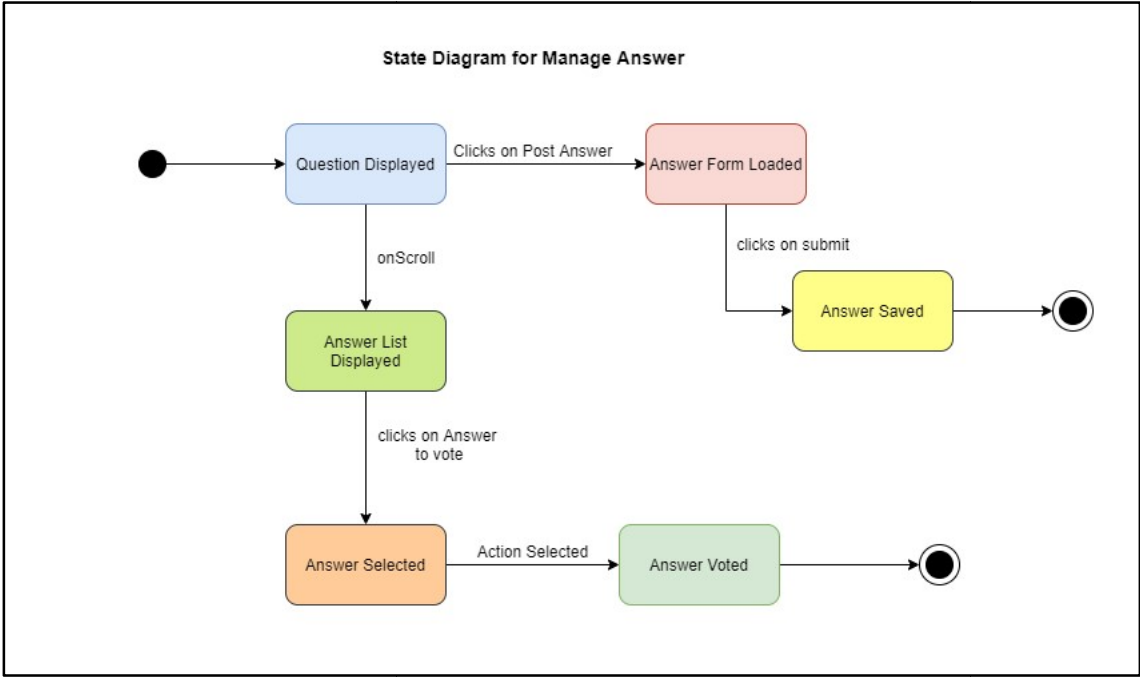 State Diagram for Manage Answer
Question Displayed
Clicks on Post Answer
Answer Form Loaded
onScroll
clicks on submit
Answer Saved
Answer List
Displayed
clicks on Answer
to vote
Answer Selected
Action Selected
Answer Voted